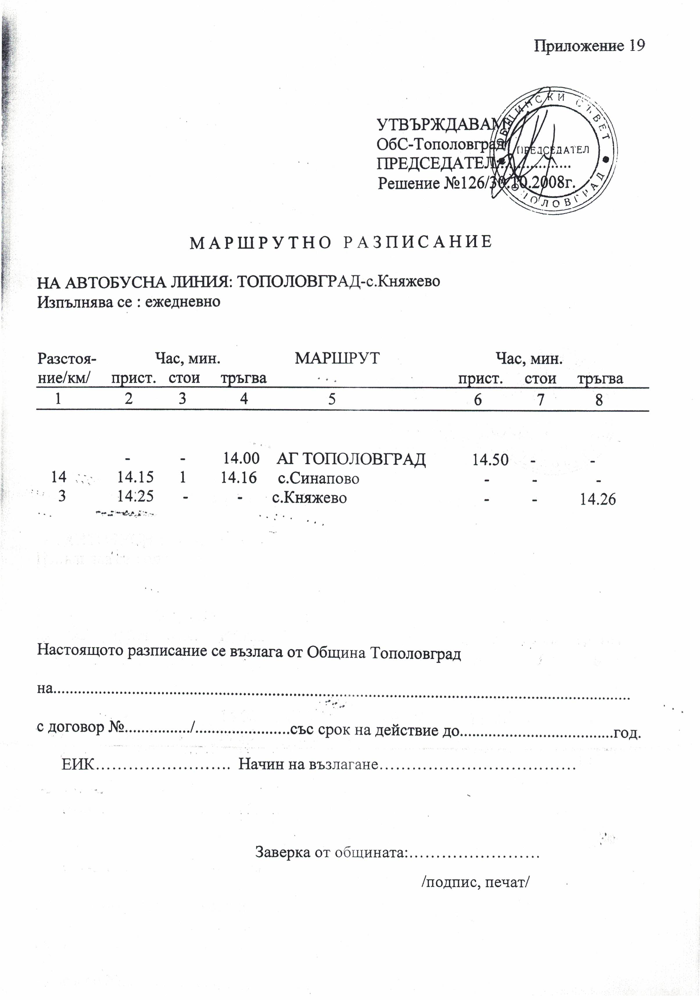 Приложение 19
УТВЪРЖДАВАМ:
ОбС-Тополовград
ПРЕДСЕДАТЕЛ:................
Решение №126/30.10.2008г.
ОБЩИНСКИ СЪВЕТ
ПРЕДСЕДАТЕЛ
ТОПОЛОВГРАД
МАРШРУТНО РАЗПИСАНИЕ
НА АВТОБУСНА ЛИНИЯ: ТОПОЛОВГРАД-с.Княжево
Изпълнява се : ежедневно
Разстоя- Час, мин. МАРШРУТ Час, мин.
ние/км/ прист. стои тръгва прист. стои тръгва
1 2 3 4 5 6 7 8
- - 14.00 АГ ТОПОЛОВГРАД 14.50 - -
14 14.15 1 14.16 с.Синапово - - -
3 14:25 - - с.Княжево - - 14.26
Настоящото разписание се възлага от Община Тополовград
на................................................................................................................
с договор №................/.......................със срок на действие до......................................год.
ЕИК......................... Начин на възлагане....................................
Заверка от общината:........................
/подпис, печат/